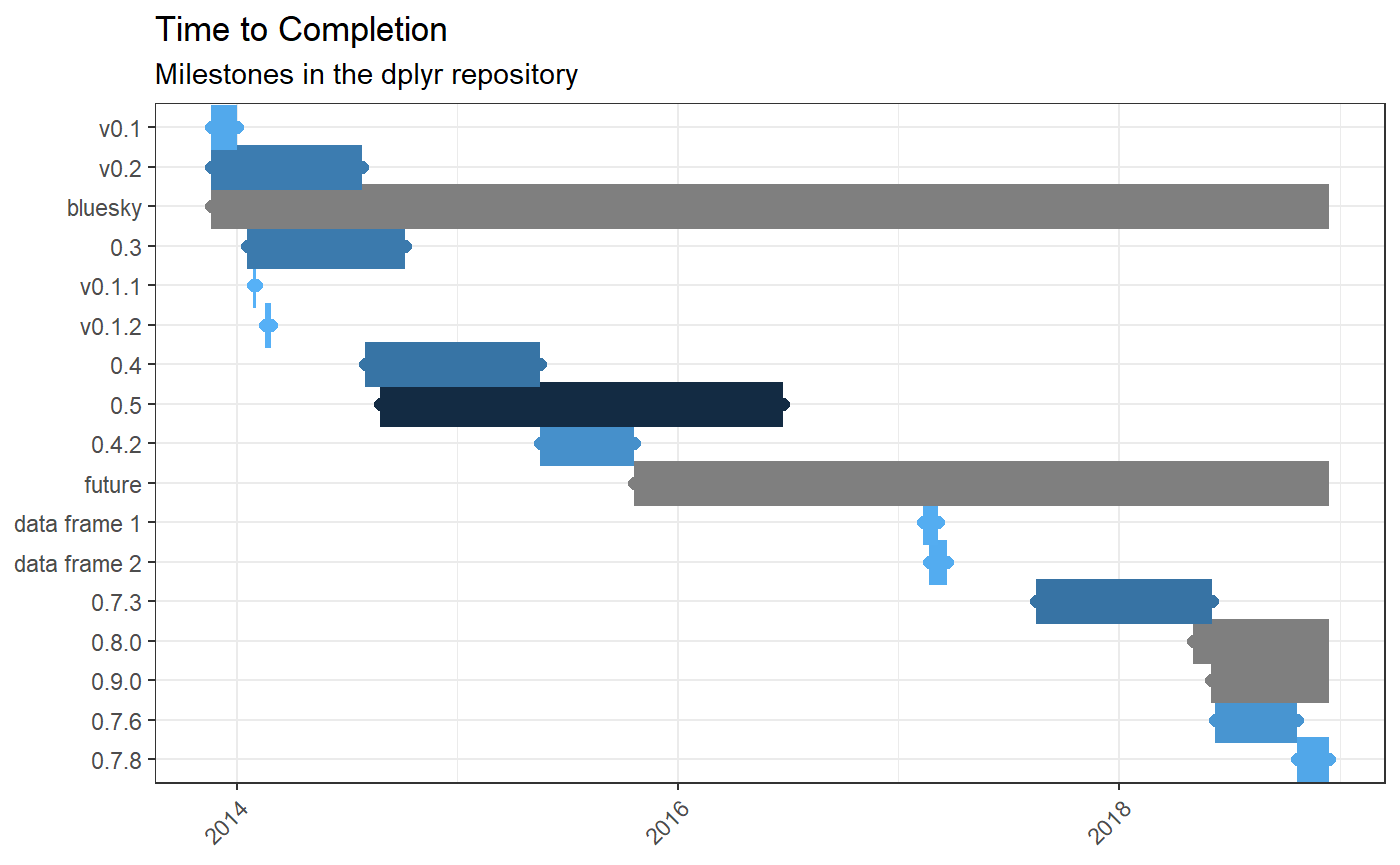 Time to Completion
Milestones in the dplyr repository
v0.1
v0.2
bluesky
0.3
v0.1.1
v0.1.2
0.4
0.5
0.4.2
future
data frame 1
data frame 2
0.7.3
0.8.0
0.9.0
0.7.6
0.7.8
2014
2016
2018